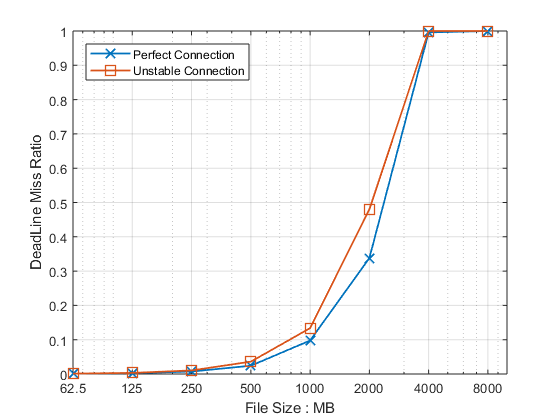 Perfect Connection
Unstable Connection
DeadLine Miss Ratio
1
0.9
0.8
0.7
0.6
0.5
0.4
0.3
0.2
0.1
0
62.5 125 250 500 1000 2000 4000 8000
File Size : MB